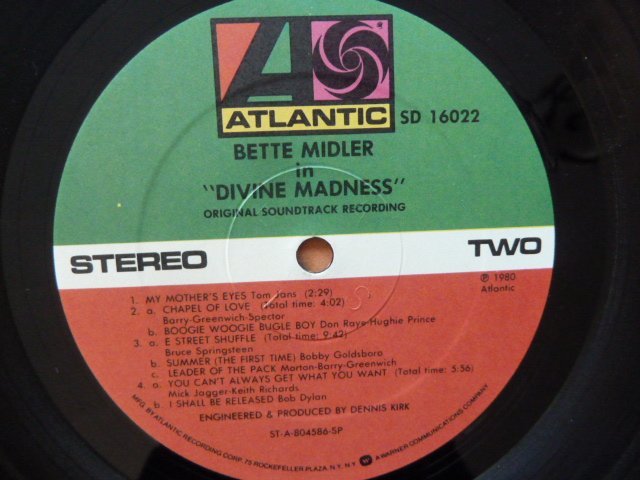 ATLANTIC
SD 16022
BETTE MIDLER
in
"DIVINE MADNESS"
ORIGINAL SOUNDTRACK RECORDING
STEREO
TWO
℗ 1980
Atlantic
1. MY MOTHER'S EYES Tom Jans (2:29)
2. a. CHAPEL OF LOVE (Total time: 4:02)
Barry-Greenwich-Spector
b. BOOGIE WOOGIE BUGLE BOY Don Raye-Hughie Prince
3. a. E STREET SHUFFLE (Total time: 9:42)
Bruce Springsteen
b. SUMMER (THE FIRST TIME) Bobby Goldsboro
c. LEADER OF THE PACK Morton-Barry-Greenwich
4. a. YOU CAN'T ALWAYS GET WHAT YOU WANT (Total time: 5:56)
Mick Jagger-Keith Richards
b. I SHALL BE RELEASED Bob Dylan
ENGINEERED & PRODUCED BY DENNIS KIRK
ST-A-804586-SP
MFG. BY ATLANTIC RECORDING CORP. 75 ROCKEFELLER PLAZA, N.Y. N.Y. A WARNER COMMUNICATIONS COMPANY